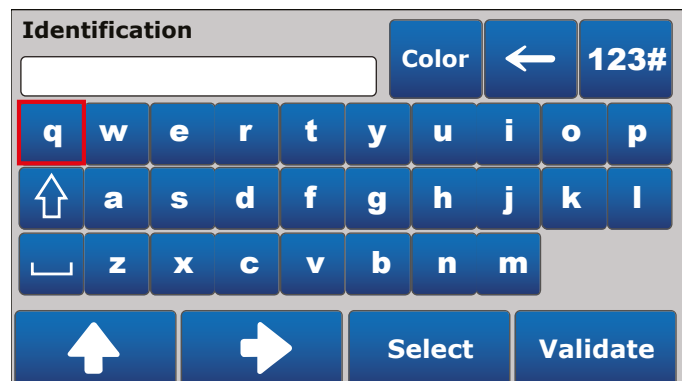 Identification
Color 123#
q w e r t y u i o p
a s d f g h j k l
z x c v b n m
Select Validate